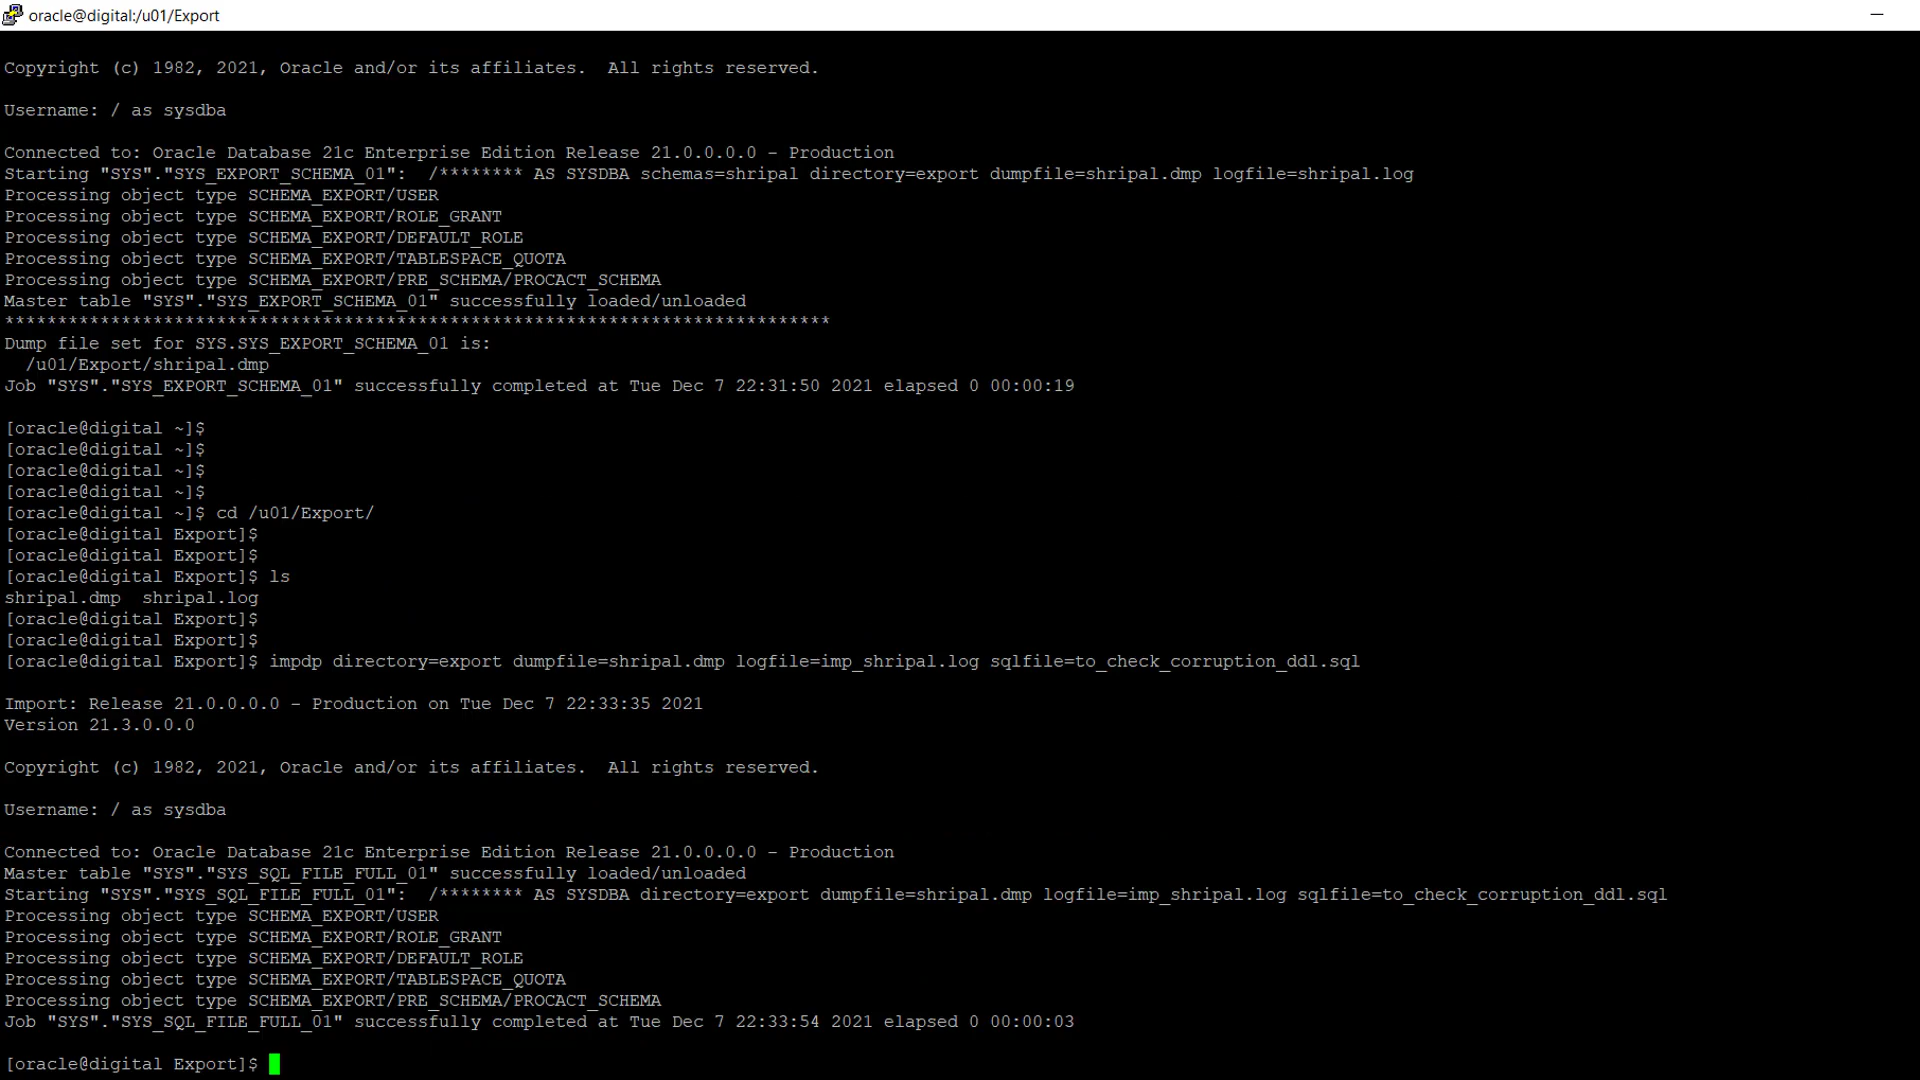 oracle@digital:/u01/Export
Copyright (c) 1982, 2021, Oracle and/or its affiliates.  All rights reserved.
Username: / as sysdba
Connected to: Oracle Database 21c Enterprise Edition Release 21.0.0.0.0 - Production
Starting "SYS"."SYS_EXPORT_SCHEMA_01":  /******** AS SYSDBA schemas=shripal directory=export dumpfile=shripal.dmp logfile=shripal.log
Processing object type SCHEMA_EXPORT/USER
Processing object type SCHEMA_EXPORT/ROLE_GRANT
Processing object type SCHEMA_EXPORT/DEFAULT_ROLE
Processing object type SCHEMA_EXPORT/TABLESPACE_QUOTA
Processing object type SCHEMA_EXPORT/PRE_SCHEMA/PROCACT_SCHEMA
Master table "SYS"."SYS_EXPORT_SCHEMA_01" successfully loaded/unloaded
******************************************************************************
Dump file set for SYS.SYS_EXPORT_SCHEMA_01 is:
  /u01/Export/shripal.dmp
Job "SYS"."SYS_EXPORT_SCHEMA_01" successfully completed at Tue Dec 7 22:31:50 2021 elapsed 0 00:00:19
[oracle@digital ~]$
[oracle@digital ~]$
[oracle@digital ~]$
[oracle@digital ~]$
[oracle@digital ~]$ cd /u01/Export/
[oracle@digital Export]$
[oracle@digital Export]$
[oracle@digital Export]$ ls
shripal.dmp  shripal.log
[oracle@digital Export]$
[oracle@digital Export]$
[oracle@digital Export]$ impdp directory=export dumpfile=shripal.dmp logfile=imp_shripal.log sqlfile=to_check_corruption_ddl.sql
Import: Release 21.0.0.0.0 - Production on Tue Dec 7 22:33:35 2021
Version 21.3.0.0.0
Copyright (c) 1982, 2021, Oracle and/or its affiliates.  All rights reserved.
Username: / as sysdba
Connected to: Oracle Database 21c Enterprise Edition Release 21.0.0.0.0 - Production
Master table "SYS"."SYS_SQL_FILE_FULL_01" successfully loaded/unloaded
Starting "SYS"."SYS_SQL_FILE_FULL_01":  /******** AS SYSDBA directory=export dumpfile=shripal.dmp logfile=imp_shripal.log sqlfile=to_check_corruption_ddl.sql
Processing object type SCHEMA_EXPORT/USER
Processing object type SCHEMA_EXPORT/ROLE_GRANT
Processing object type SCHEMA_EXPORT/DEFAULT_ROLE
Processing object type SCHEMA_EXPORT/TABLESPACE_QUOTA
Processing object type SCHEMA_EXPORT/PRE_SCHEMA/PROCACT_SCHEMA
Job "SYS"."SYS_SQL_FILE_FULL_01" successfully completed at Tue Dec 7 22:33:54 2021 elapsed 0 00:00:03
[oracle@digital Export]$